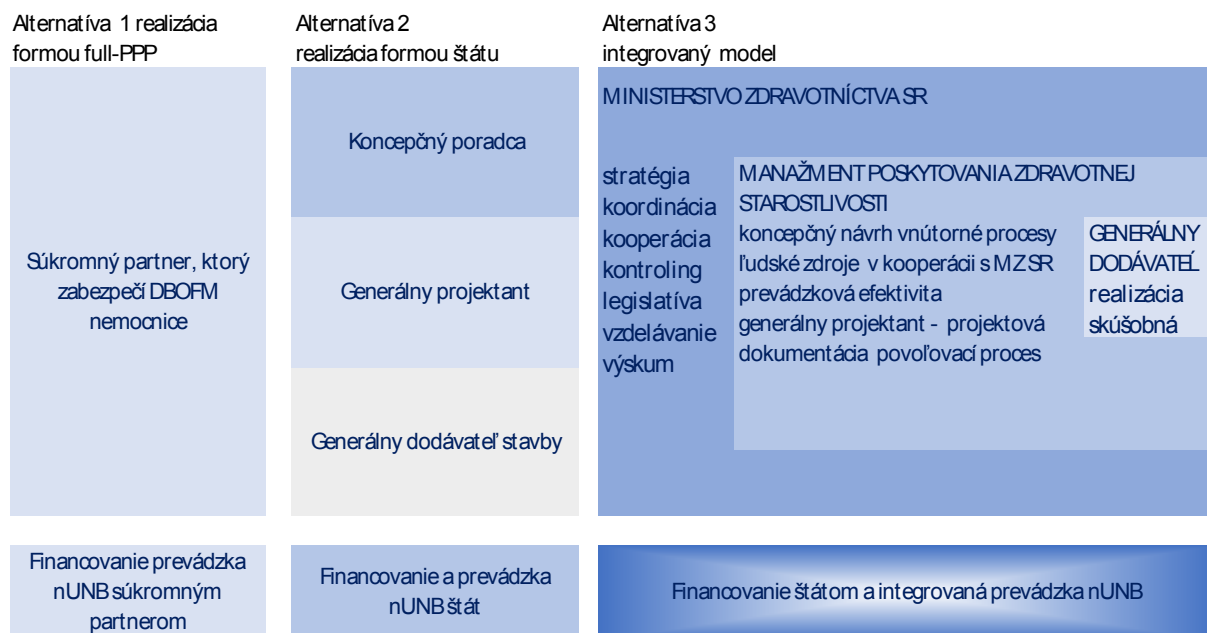 Alternatíva 1 realizácia
formou full-PPP
Súkromný partner, ktorý
zabezpečí DBOFM
nemocnice
Financovanie prevádzka
nUNB súkromným
partnerom
Alternatíva 2
realizácia formou štátu
Koncepčný poradca
Generálny projektant
Generálny dodávateľ stavby
Financovanie a prevádzka
nUNB štát
Alternatíva 3
integrovaný model
MINISTERSTVO ZDRAVOTNÍCTVA SR
stratégia
koordinácia
kooperácia
kontroling
legislatíva
vzdelávanie
výskum
MANAŽMENT POSKYTOVANIA ZDRAVOTNEJ
STAROSTLIVOSTI
koncepčný návrh vnútorné procesy
ľudské zdroje v kooperácii s MZ SR
prevádzková efektivita
generálny projektant - projektová
dokumentácia povoľovací proces
GENERÁLNY
DODÁVATEĹ
realizácia
skúšobná
Financovanie štátom a integrovaná prevádzka nUNB